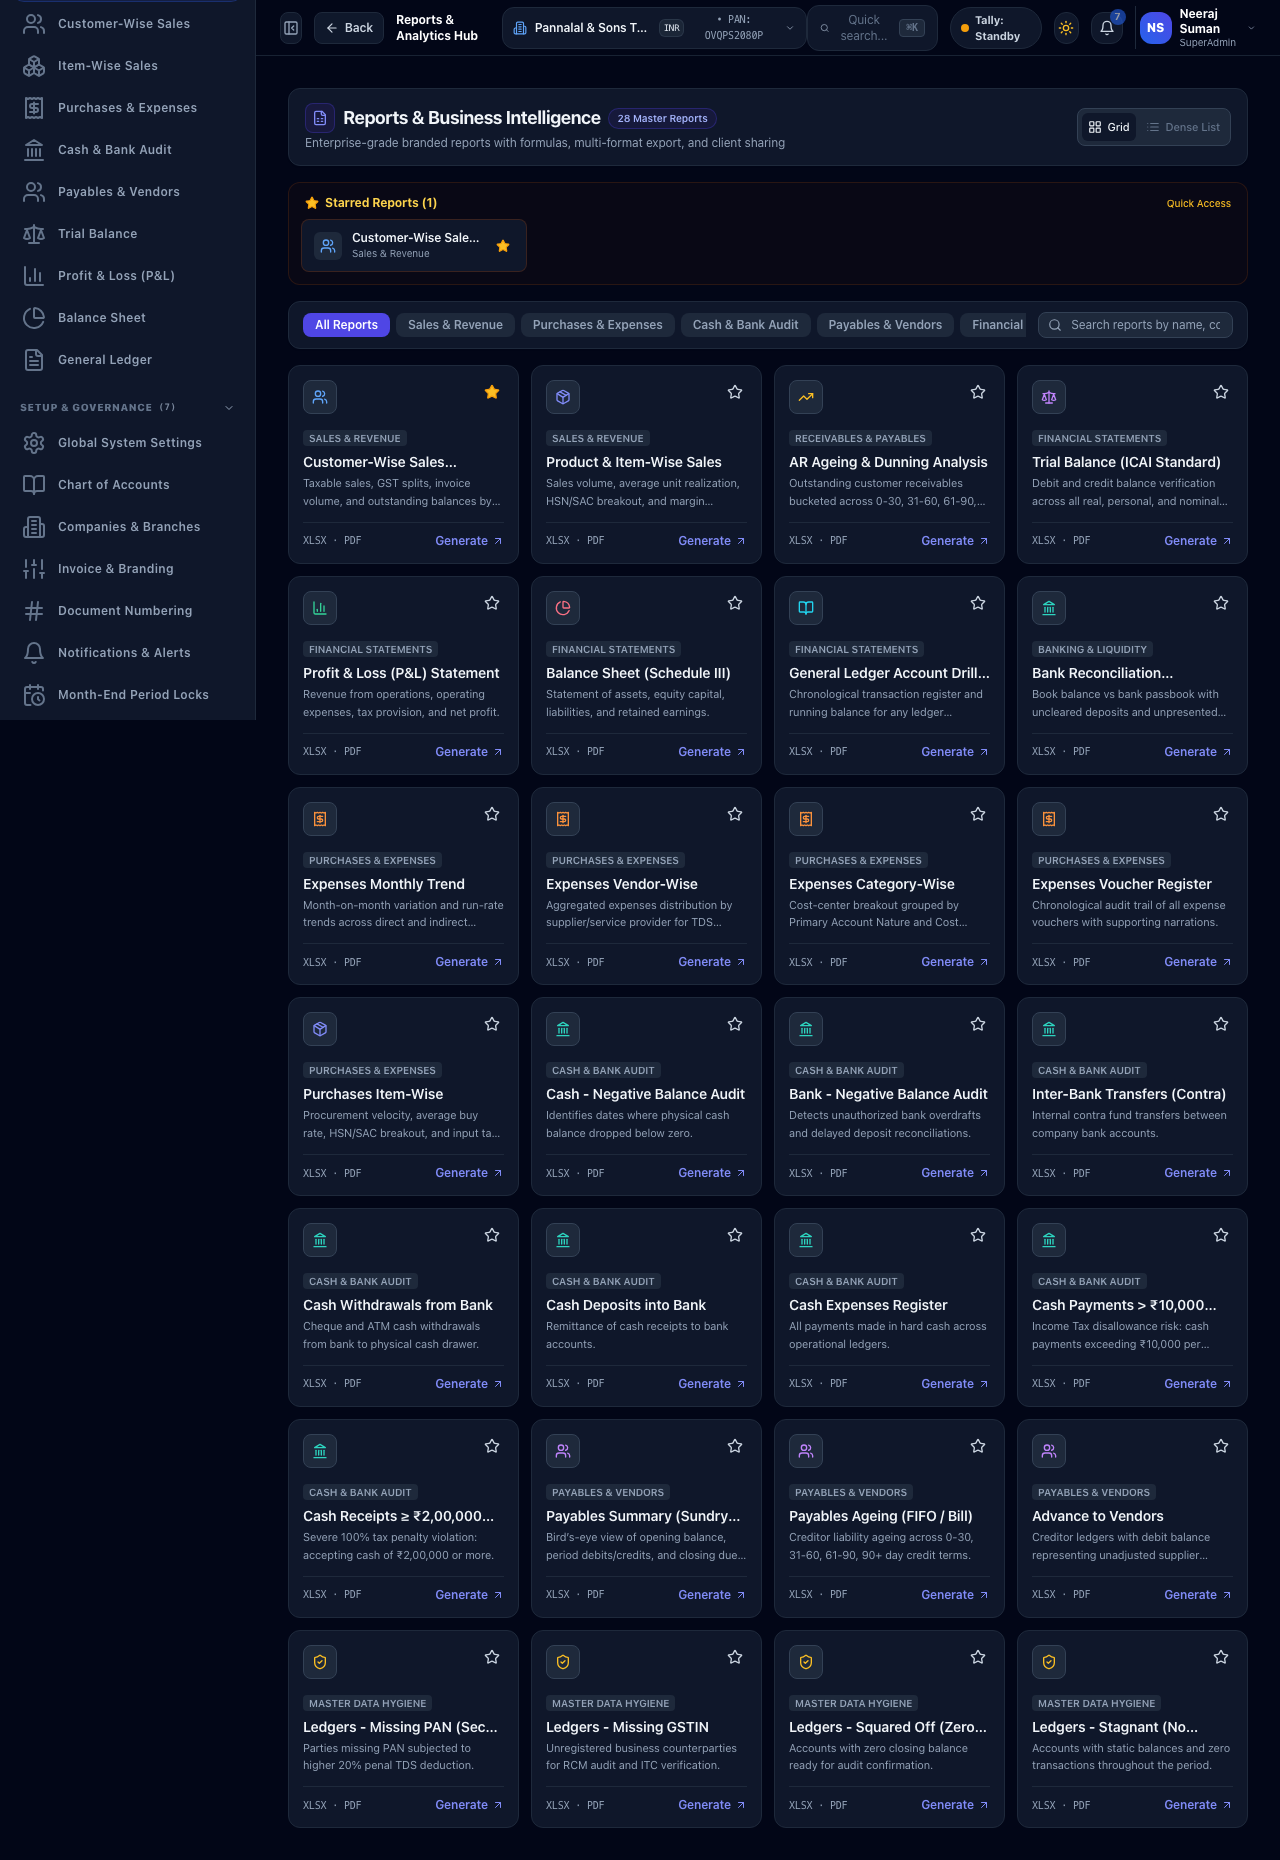 Customer-Wise Sales
Item-Wise Sales
Purchases & Expenses
Cash & Bank Audit
Payables & Vendors
Trial Balance
Profit & Loss (P&L)
Balance Sheet
General Ledger
SETUP & GOVERNANCE (7)
Global System Settings
Chart of Accounts
Companies & Branches
Invoice & Branding
Document Numbering
Notifications & Alerts
Month-End Period Locks
Back
Reports &
Analytics Hub
Pannalal & Sons T...
INR
• PAN:
OVQPS2080P
Quick
search...
⌘K
Tally:
Standby
7
NS
Neeraj
Suman
SuperAdmin
Reports & Business Intelligence
28 Master Reports
Enterprise-grade branded reports with formulas, multi-format export, and client sharing
Grid
Dense List
Starred Reports (1)
Quick Access
Customer-Wise Sale...
Sales & Revenue
All Reports
Sales & Revenue
Purchases & Expenses
Cash & Bank Audit
Payables & Vendors
Financial
Search reports by name, cc
SALES & REVENUE
Customer-Wise Sales...
Taxable sales, GST splits, invoice
volume, and outstanding balances by...
XLSX · PDF
Generate
SALES & REVENUE
Product & Item-Wise Sales
Sales volume, average unit realization,
HSN/SAC breakout, and margin...
XLSX · PDF
Generate
RECEIVABLES & PAYABLES
AR Ageing & Dunning Analysis
Outstanding customer receivables
bucketed across 0-30, 31-60, 61-90,...
XLSX · PDF
Generate
FINANCIAL STATEMENTS
Trial Balance (ICAI Standard)
Debit and credit balance verification
across all real, personal, and nominal...
XLSX · PDF
Generate
FINANCIAL STATEMENTS
Profit & Loss (P&L) Statement
Revenue from operations, operating
expenses, tax provision, and net profit.
XLSX · PDF
Generate
FINANCIAL STATEMENTS
Balance Sheet (Schedule III)
Statement of assets, equity capital,
liabilities, and retained earnings.
XLSX · PDF
Generate
FINANCIAL STATEMENTS
General Ledger Account Drill...
Chronological transaction register and
running balance for any ledger...
XLSX · PDF
Generate
BANKING & LIQUIDITY
Bank Reconciliation...
Book balance vs bank passbook with
uncleared deposits and unpresented...
XLSX · PDF
Generate
PURCHASES & EXPENSES
Expenses Monthly Trend
Month-on-month variation and run-rate
trends across direct and indirect...
XLSX · PDF
Generate
PURCHASES & EXPENSES
Expenses Vendor-Wise
Aggregated expenses distribution by
supplier/service provider for TDS...
XLSX · PDF
Generate
PURCHASES & EXPENSES
Expenses Category-Wise
Cost-center breakout grouped by
Primary Account Nature and Cost...
XLSX · PDF
Generate
PURCHASES & EXPENSES
Expenses Voucher Register
Chronological audit trail of all expense
vouchers with supporting narrations.
XLSX · PDF
Generate
PURCHASES & EXPENSES
Purchases Item-Wise
Procurement velocity, average buy
rate, HSN/SAC breakout, and input ta...
XLSX · PDF
Generate
CASH & BANK AUDIT
Cash - Negative Balance Audit
Identifies dates where physical cash
balance dropped below zero.
XLSX · PDF
Generate
CASH & BANK AUDIT
Bank - Negative Balance Audit
Detects unauthorized bank overdrafts
and delayed deposit reconciliations.
XLSX · PDF
Generate
CASH & BANK AUDIT
Inter-Bank Transfers (Contra)
Internal contra fund transfers between
company bank accounts.
XLSX · PDF
Generate
CASH & BANK AUDIT
Cash Withdrawals from Bank
Cheque and ATM cash withdrawals
from bank to physical cash drawer.
XLSX · PDF
Generate
CASH & BANK AUDIT
Cash Deposits into Bank
Remittance of cash receipts to bank
accounts.
XLSX · PDF
Generate
CASH & BANK AUDIT
Cash Expenses Register
All payments made in hard cash across
operational ledgers.
XLSX · PDF
Generate
CASH & BANK AUDIT
Cash Payments > ₹10,000...
Income Tax disallowance risk: cash
payments exceeding ₹10,000 per...
XLSX · PDF
Generate
CASH & BANK AUDIT
Cash Receipts ≥ ₹2,00,000...
Severe 100% tax penalty violation:
accepting cash of ₹2,00,000 or more.
XLSX · PDF
Generate
PAYABLES & VENDORS
Payables Summary (Sundry...
Bird's-eye view of opening balance,
period debits/credits, and closing due...
XLSX · PDF
Generate
PAYABLES & VENDORS
Payables Ageing (FIFO / Bill)
Creditor liability ageing across 0-30,
31-60, 61-90, 90+ day credit terms.
XLSX · PDF
Generate
PAYABLES & VENDORS
Advance to Vendors
Creditor ledgers with debit balance
representing unadjusted supplier...
XLSX · PDF
Generate
MASTER DATA HYGIENE
Ledgers - Missing PAN (Sec...
Parties missing PAN subjected to
higher 20% penal TDS deduction.
XLSX · PDF
Generate
MASTER DATA HYGIENE
Ledgers - Missing GSTIN
Unregistered business counterparties
for RCM audit and ITC verification.
XLSX · PDF
Generate
MASTER DATA HYGIENE
Ledgers - Squared Off (Zero...
Accounts with zero closing balance
ready for audit confirmation.
XLSX · PDF
Generate
MASTER DATA HYGIENE
Ledgers - Stagnant (No...
Accounts with static balances and zero
transactions throughout the period.
XLSX · PDF
Generate